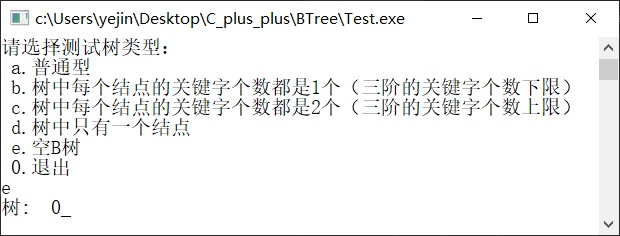 c:\Users\yejin\Desktop\C_plus_plus\BTree\Test.exe
请选择测试树类型：
a.普通型
b.树中每个结点的关键字个数都是1个（三阶的关键字个数下限）
c.树中每个结点的关键字个数都是2个（三阶的关键字个数上限）
d.树中只有一个结点
e.空B树
0.退出
e
树:  0_